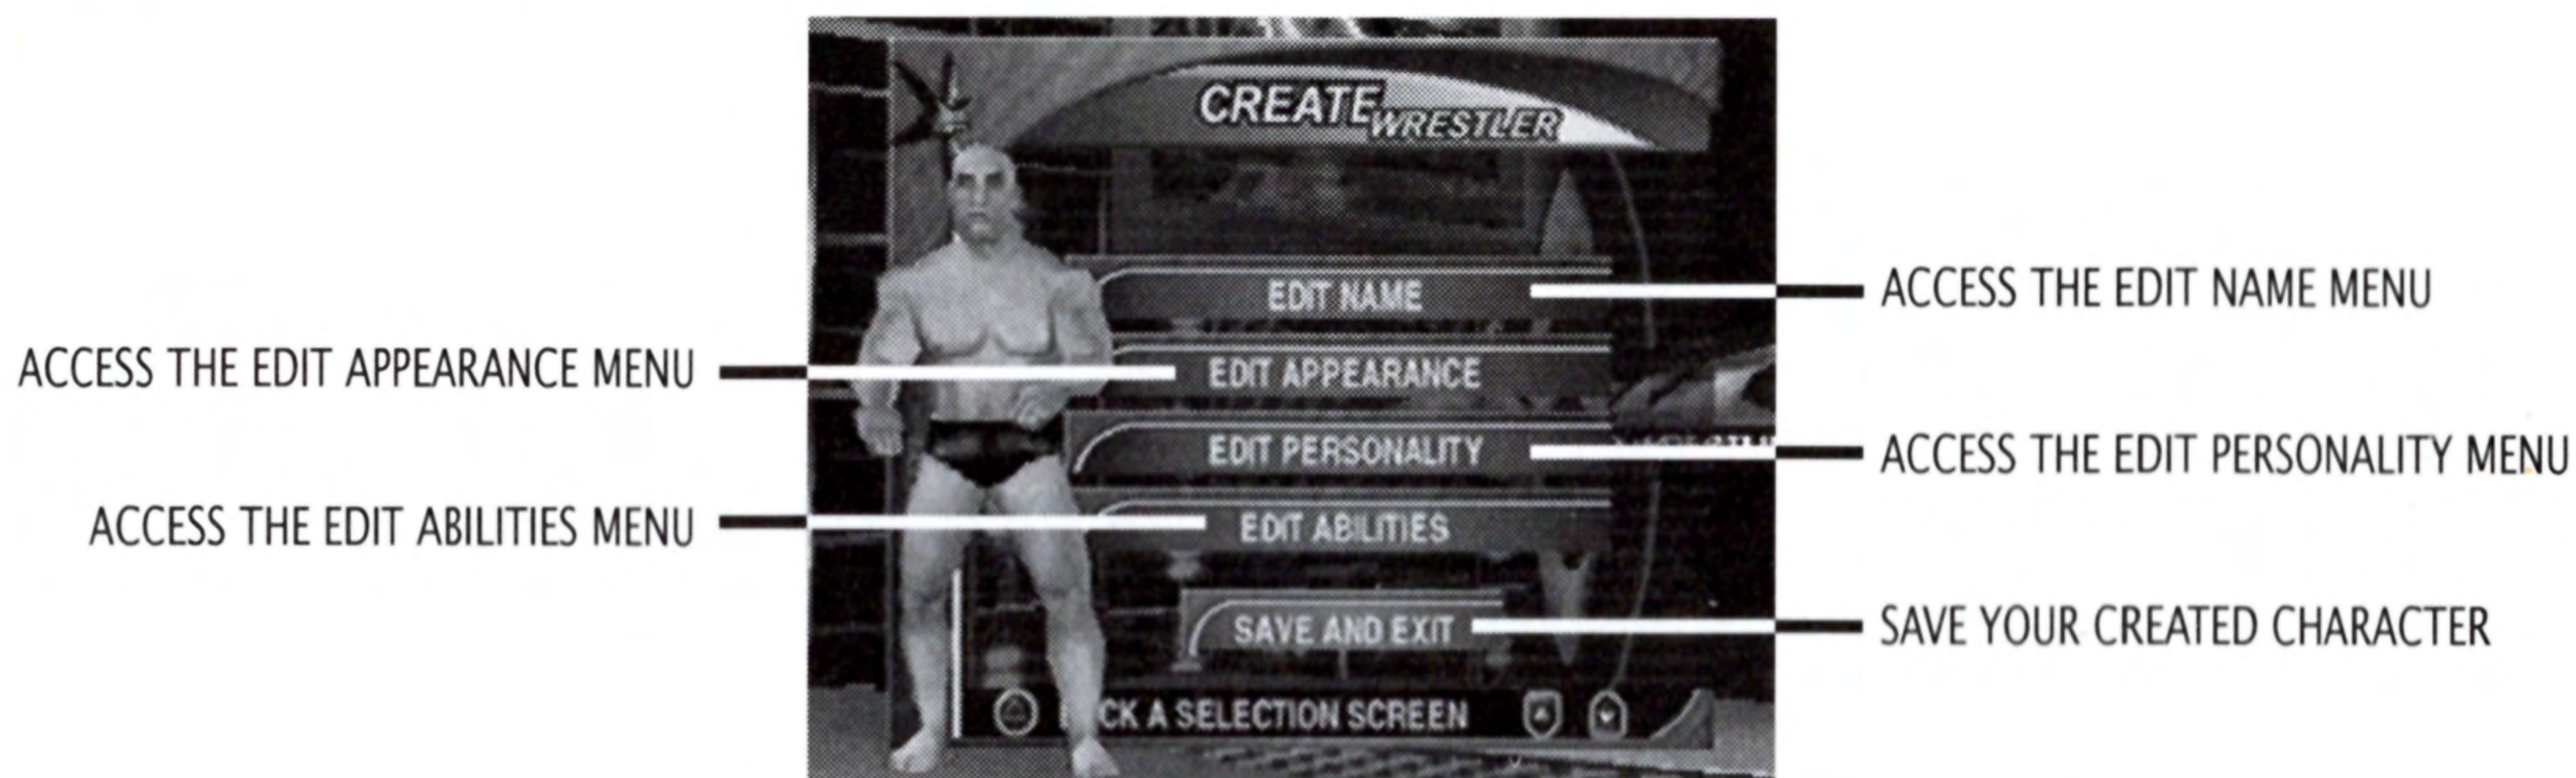 CREATE WRESTLER
EDIT NAME
ACCESS THE EDIT NAME MENU
ACCESS THE EDIT APPEARANCE MENU
EDIT APPEARANCE
EDIT PERSONALITY
ACCESS THE EDIT PERSONALITY MENU
ACCESS THE EDIT ABILITIES MENU
EDIT ABILITIES
SAVE AND EXIT
SAVE YOUR CREATED CHARACTER
CK A SELECTION SCREEN